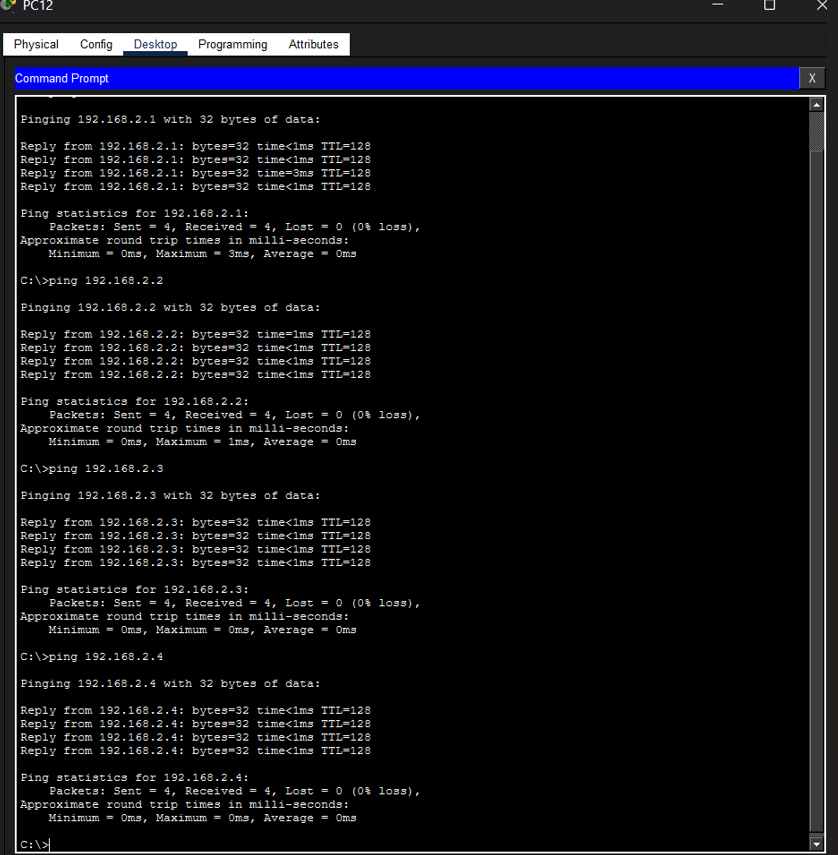 PC12
Physical Config Desktop Programming Attributes
Command Prompt X
Pinging 192.168.2.1 with 32 bytes of data:
Reply from 192.168.2.1: bytes=32 time<1ms TTL=128
Reply from 192.168.2.1: bytes=32 time<1ms TTL=128
Reply from 192.168.2.1: bytes=32 time=3ms TTL=128
Reply from 192.168.2.1: bytes=32 time<1ms TTL=128
Ping statistics for 192.168.2.1:
Packets: Sent = 4, Received = 4, Lost = 0 (0% loss),
Approximate round trip times in milli-seconds:
Minimum = 0ms, Maximum = 3ms, Average = 0ms
C:\>ping 192.168.2.2
Pinging 192.168.2.2 with 32 bytes of data:
Reply from 192.168.2.2: bytes=32 time=1ms TTL=128
Reply from 192.168.2.2: bytes=32 time<1ms TTL=128
Reply from 192.168.2.2: bytes=32 time<1ms TTL=128
Reply from 192.168.2.2: bytes=32 time<1ms TTL=128
Ping statistics for 192.168.2.2:
Packets: Sent = 4, Received = 4, Lost = 0 (0% loss),
Approximate round trip times in milli-seconds:
Minimum = 0ms, Maximum = 1ms, Average = 0ms
C:\>ping 192.168.2.3
Pinging 192.168.2.3 with 32 bytes of data:
Reply from 192.168.2.3: bytes=32 time<1ms TTL=128
Reply from 192.168.2.3: bytes=32 time<1ms TTL=128
Reply from 192.168.2.3: bytes=32 time<1ms TTL=128
Reply from 192.168.2.3: bytes=32 time<1ms TTL=128
Ping statistics for 192.168.2.3:
Packets: Sent = 4, Received = 4, Lost = 0 (0% loss),
Approximate round trip times in milli-seconds:
Minimum = 0ms, Maximum = 0ms, Average = 0ms
C:\>ping 192.168.2.4
Pinging 192.168.2.4 with 32 bytes of data:
Reply from 192.168.2.4: bytes=32 time<1ms TTL=128
Reply from 192.168.2.4: bytes=32 time<1ms TTL=128
Reply from 192.168.2.4: bytes=32 time<1ms TTL=128
Reply from 192.168.2.4: bytes=32 time<1ms TTL=128
Ping statistics for 192.168.2.4:
Packets: Sent = 4, Received = 4, Lost = 0 (0% loss),
Approximate round trip times in milli-seconds:
Minimum = 0ms, Maximum = 0ms, Average = 0ms
C:\>